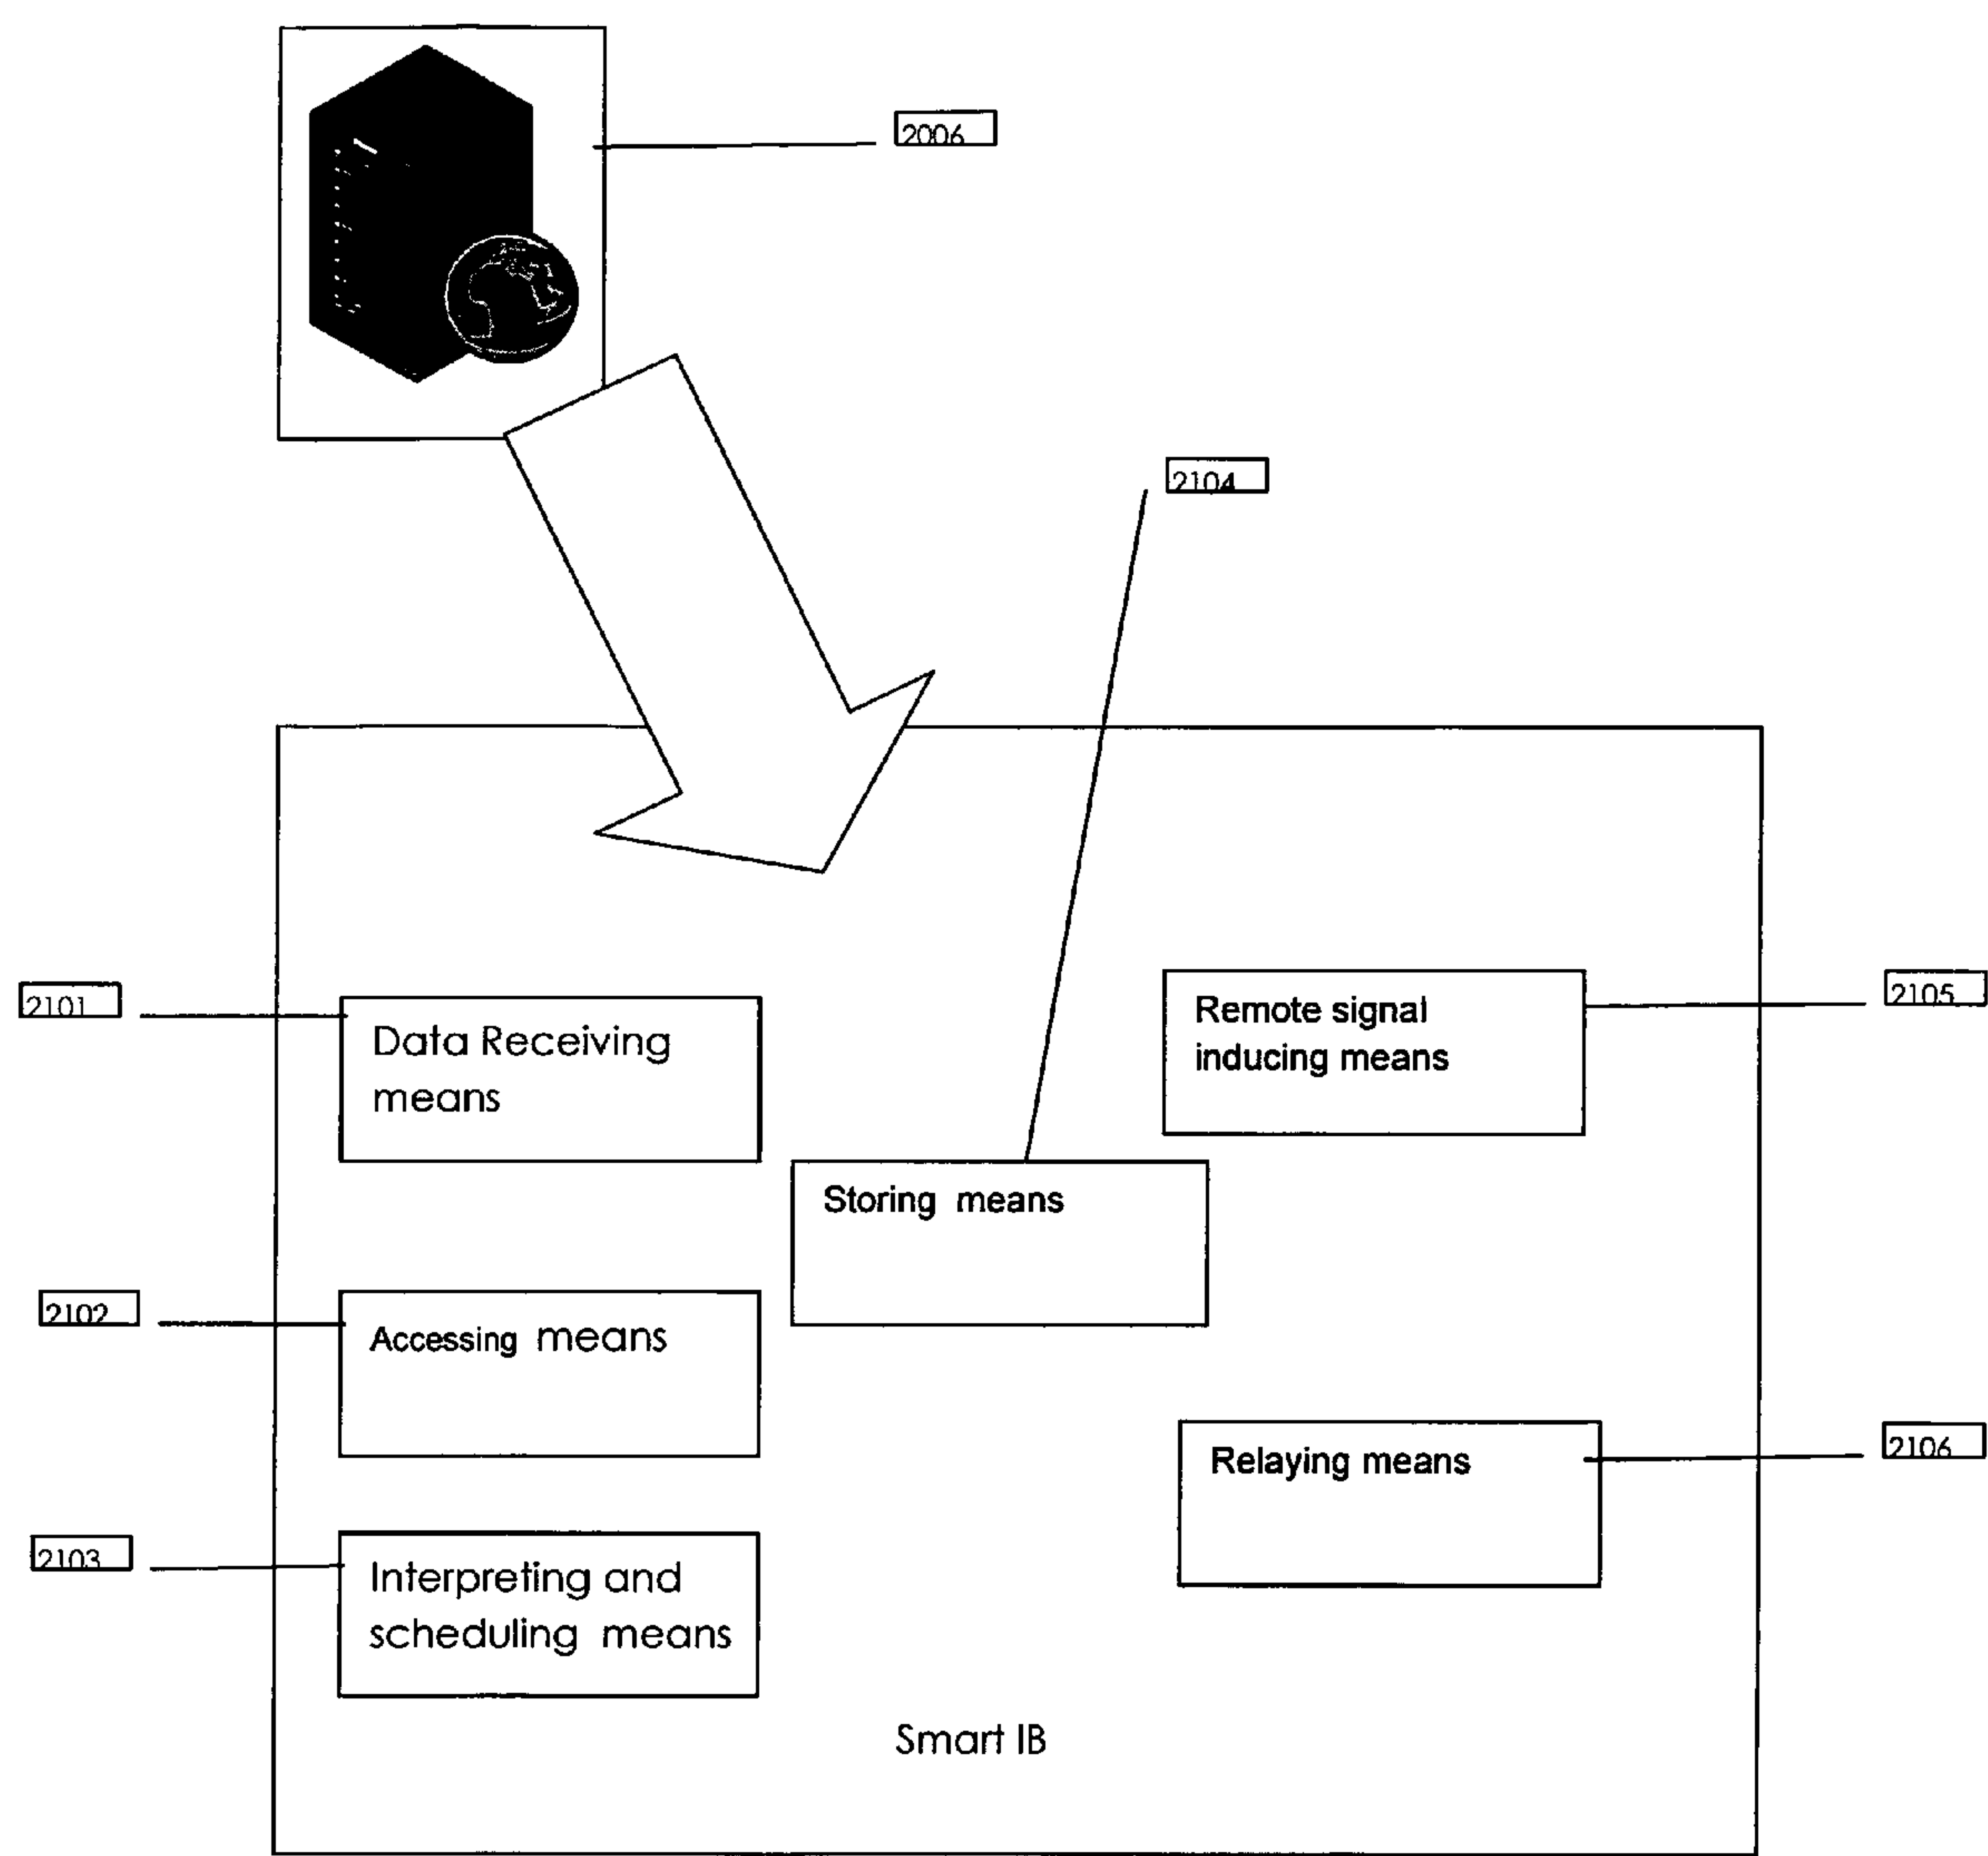 2006
2104
2101
Data Receiving
means
Remote signal
inducing means
2105
Storing means
2102
Accessing means
Relaying means
2106
2103
Interpreting and
scheduling means
Smart IB